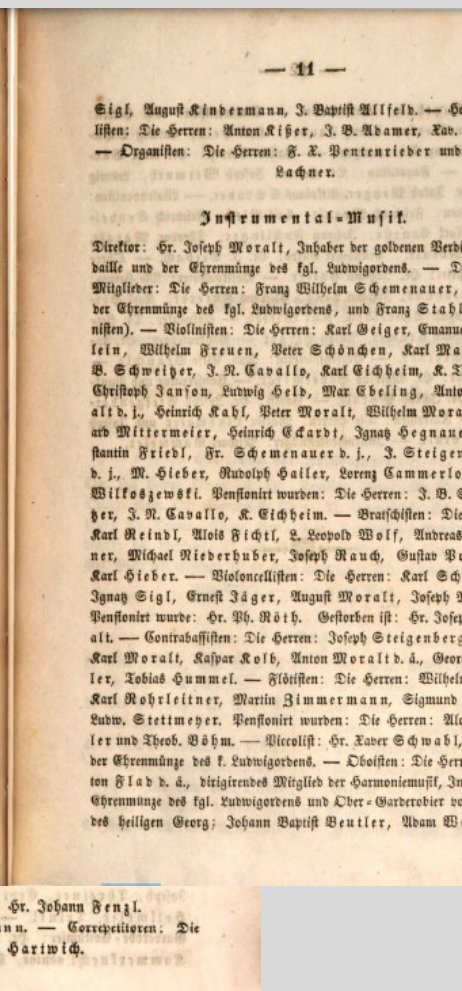 — 11 —
Sigl, August Kindermann, J. Baptist Allfeld. —
listen: Die Herren: Anton Kißer, J. B. Adamer, Xav.
— Organisten: Die Herren: F. X. Pentenrieder und
Lachner.
Instrumental-Musik.
Direktor: Hr. Joseph Moralt, Inhaber der goldenen Verdi
daille und der Ehrenmünze des kgl. Ludwigordens. — D
Mitglieder: Die Herren: Franz Wilhelm Schemenauer,
der Ehrenmünze des kgl. Ludwigordens, und Franz Stahl
nisten). — Violinisten: Die Herren: Karl Geiger, Emanue
lein, Wilhelm Freuen, Peter Schönchen, Karl Ma
B. Schweitzer, J. N. Cavallo, Karl Eichheim, K. T
Christoph Janson, Ludwig Held, Max Ebeling, Anto
alt d. j., Heinrich Kahl, Peter Moralt, Wilhelm Mora
ard Mittermeier, Heinrich Eckardt, Ignatz Hegnaue
stantin Friedl, Fr. Schemenauer d. j., J. Steiger
d. j., M. Hieber, Rudolph Hailer, Lorenz Cammerlo
Wilkoszewski. Pensionirt wurden: Die Herren: J. B. S
tzer, J. N. Cavallo, K. Eichheim. — Bratschisten: Die
Karl Reindl, Alois Fichtl, L. Leopold Wolf, Andreas
ner, Michael Niederhuber, Joseph Rauch, Gustav Po
Karl Hieber. — Violoncellisten: Die Herren: Karl Sch
Ignatz Sigl, Ernest Jäger, August Moralt, Joseph
Pensionirt wurde: Hr. Ph. Röth. Gestorben ist: Hr. Josep
alt. — Contrabassisten: Die Herren: Joseph Steigenberg
Karl Moralt, Kaspar Kolb, Anton Moralt d. ä., Geor
ler, Tobias Hummel. — Flötisten: Die Herren: Wilhel
Karl Rohrleitner, Martin Zimmermann, Sigmund
Ludw. Stettmeyer. Pensionirt wurden: Die Herren: Alo
ler und Theob. Böhm. — Piccolist: Hr. Xaver Schwabl,
der Ehrenmünze des k. Ludwigordens. — Oboisten: Die Herr
ton Flad d. ä., dirigirendes Mitglied der Harmoniemusik, In
Ehrenmünze des kgl. Ludwigordens und Ober-Garderobier vo
des heiligen Georg; Johann Baptist Beutler, Adam We
Hr. Johann Fenzl.
nn. — Correpetitoren: Die
Hartwich.